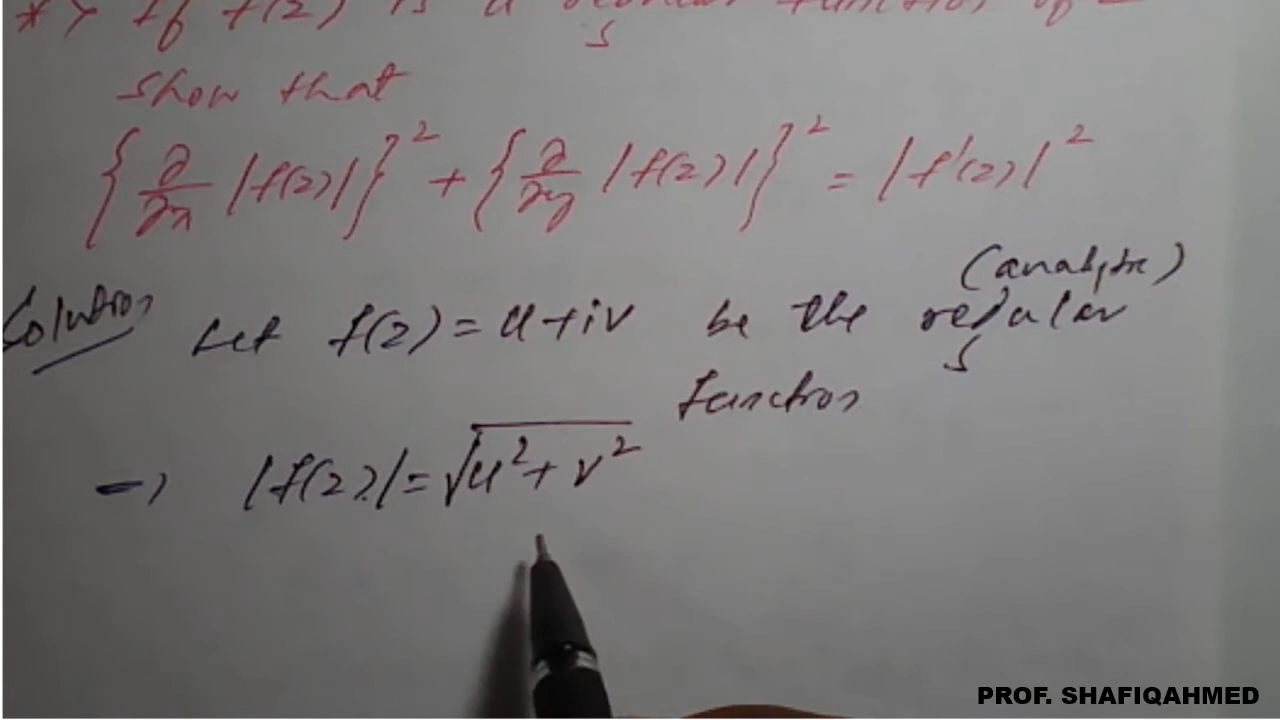 *> If f(z) is a regular function of z
show that
{∂/∂x |f(z)|}² + {∂/∂y |f(z)|}² = |f'(z)|²
(analytic)
Solution Let f(z) = u+iv be the regular
function
⇒ |f(z)| = √u²+v²
PROF. SHAFIQAHMED